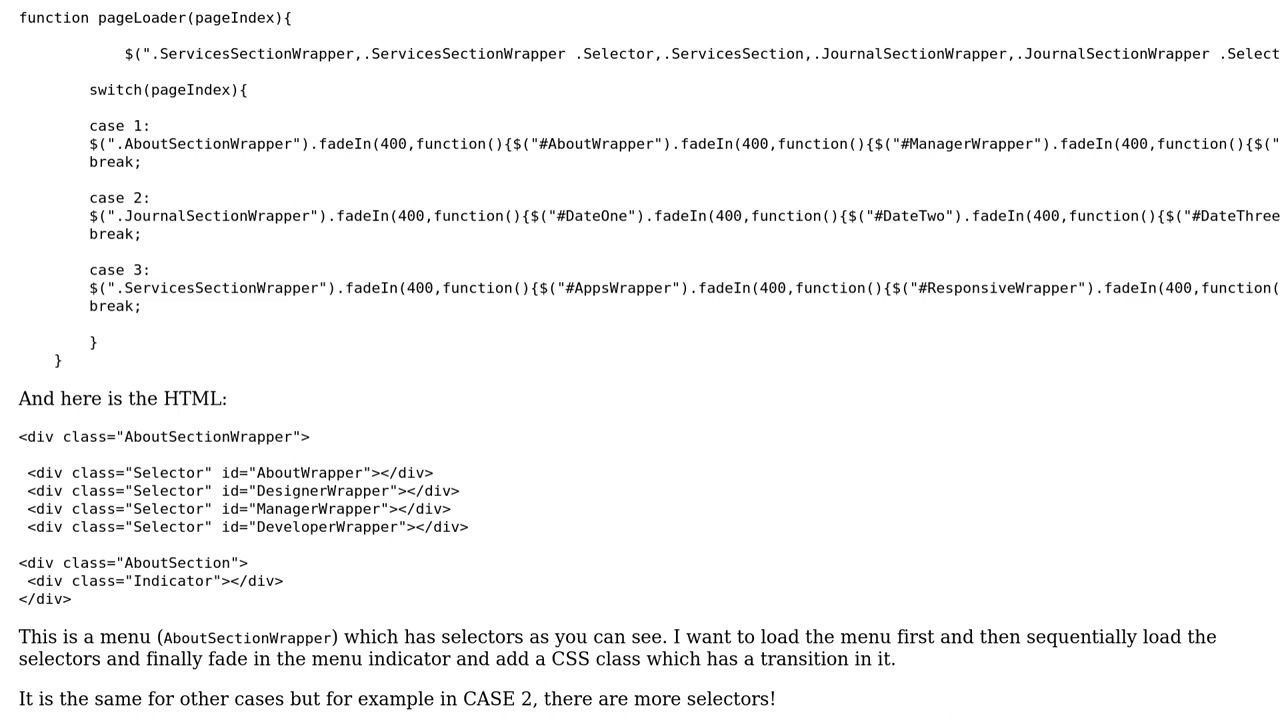 function pageLoader(pageIndex){
$(".ServicesSectionWrapper,.ServicesSectionWrapper .Selector,.ServicesSection,.JournalSectionWrapper,.JournalSectionWrapper .Select
switch(pageIndex){
case 1:
$(".AboutSectionWrapper").fadeIn(400,function(){$("#AboutWrapper").fadeIn(400,function(){$("#ManagerWrapper").fadeIn(400,function(){$("
break;
case 2:
$(".JournalSectionWrapper").fadeIn(400,function(){$("#DateOne").fadeIn(400,function(){$("#DateTwo").fadeIn(400,function(){$("#DateThree
break;
case 3:
$(".ServicesSectionWrapper").fadeIn(400,function(){$("#AppsWrapper").fadeIn(400,function(){$("#ResponsiveWrapper").fadeIn(400,function(
break;
}
}
And here is the HTML:
<div class="AboutSectionWrapper">
<div class="Selector" id="AboutWrapper"></div>
<div class="Selector" id="DesignerWrapper"></div>
<div class="Selector" id="ManagerWrapper"></div>
<div class="Selector" id="DeveloperWrapper"></div>
<div class="AboutSection">
<div class="Indicator"></div>
</div>
This is a menu (AboutSectionWrapper) which has selectors as you can see. I want to load the menu first and then sequentially load the
selectors and finally fade in the menu indicator and add a CSS class which has a transition in it.
It is the same for other cases but for example in CASE 2, there are more selectors!